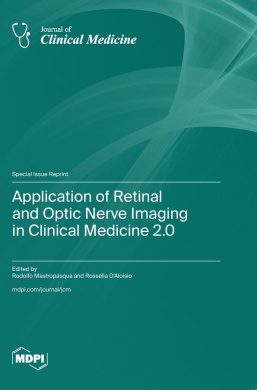 Journal of
Clinical Medicine
Special Issue Reprint
Application of Retinal
and Optic Nerve Imaging
in Clinical Medicine 2.0
Edited by
Rodolfo Mastropasqua and Rossella D'Aloisio
mdpi.com/journal/jcm
MDPI